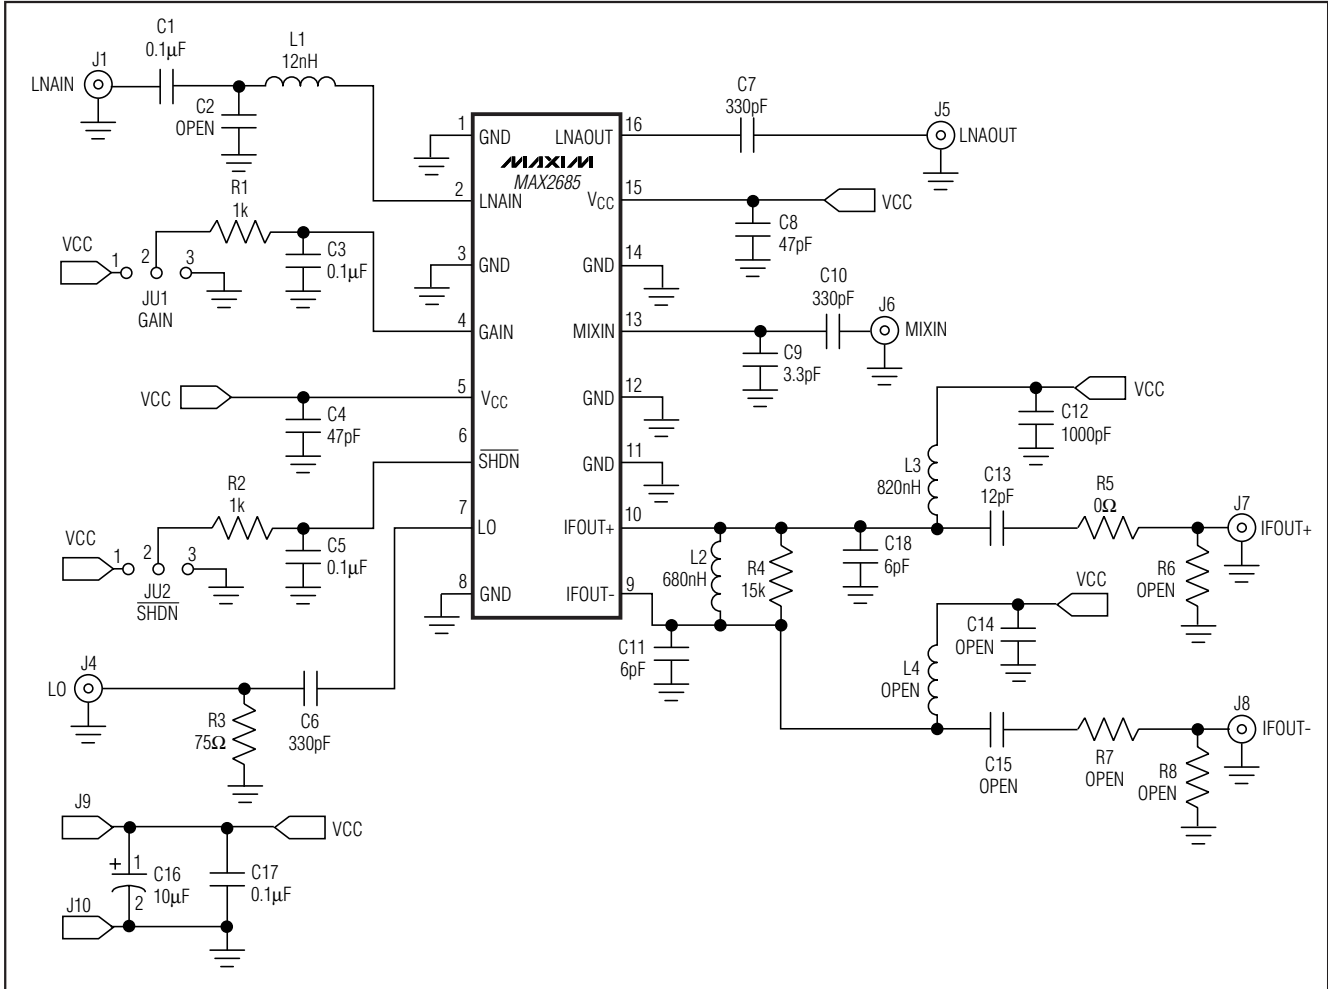 J1
LNAIN
C1
0.1µF
L1
12nH
C2
OPEN
R1
1k
C3
0.1µF
VCC
1
2
3
JU1
GAIN
VCC
C4
47pF
R2
1k
C5
0.1µF
VCC
1
2
3
JU2
SHDN
J4
LO
R3
75Ω
C6
330pF
J9
VCC
+
1
C16
10µF
2
C17
0.1µF
J10
MAXIM
MAX2685
1
GND
2
LNAIN
3
GND
4
GAIN
5
VCC
6
SHDN
7
LO
8
GND
LNAOUT
16
VCC
15
GND
14
MIXIN
13
GND
12
GND
11
IFOUT+
10
IFOUT-
9
C7
330pF
J5
LNAOUT
VCC
C8
47pF
C10
330pF
J6
MIXIN
C9
3.3pF
VCC
C12
1000pF
L3
820nH
C13
12pF
R5
0Ω
J7
IFOUT+
R6
OPEN
L2
680nH
R4
15k
C18
6pF
C11
6pF
VCC
C14
OPEN
L4
OPEN
C15
OPEN
R7
OPEN
R8
OPEN
J8
IFOUT-